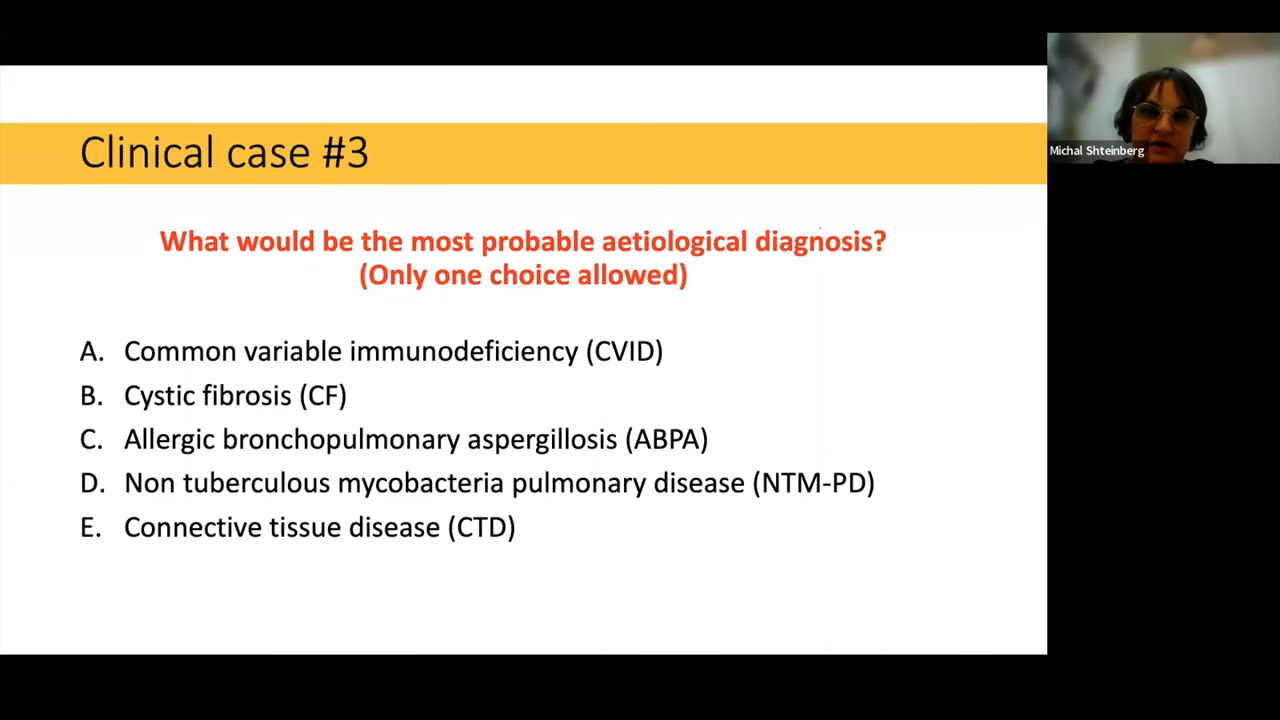 Clinical case #3
What would be the most probable aetiological diagnosis?
(Only one choice allowed)
A. Common variable immunodeficiency (CVID)
B. Cystic fibrosis (CF)
C. Allergic bronchopulmonary aspergillosis (ABPA)
D. Non tuberculous mycobacteria pulmonary disease (NTM-PD)
E. Connective tissue disease (CTD)
Michal Shteinberg